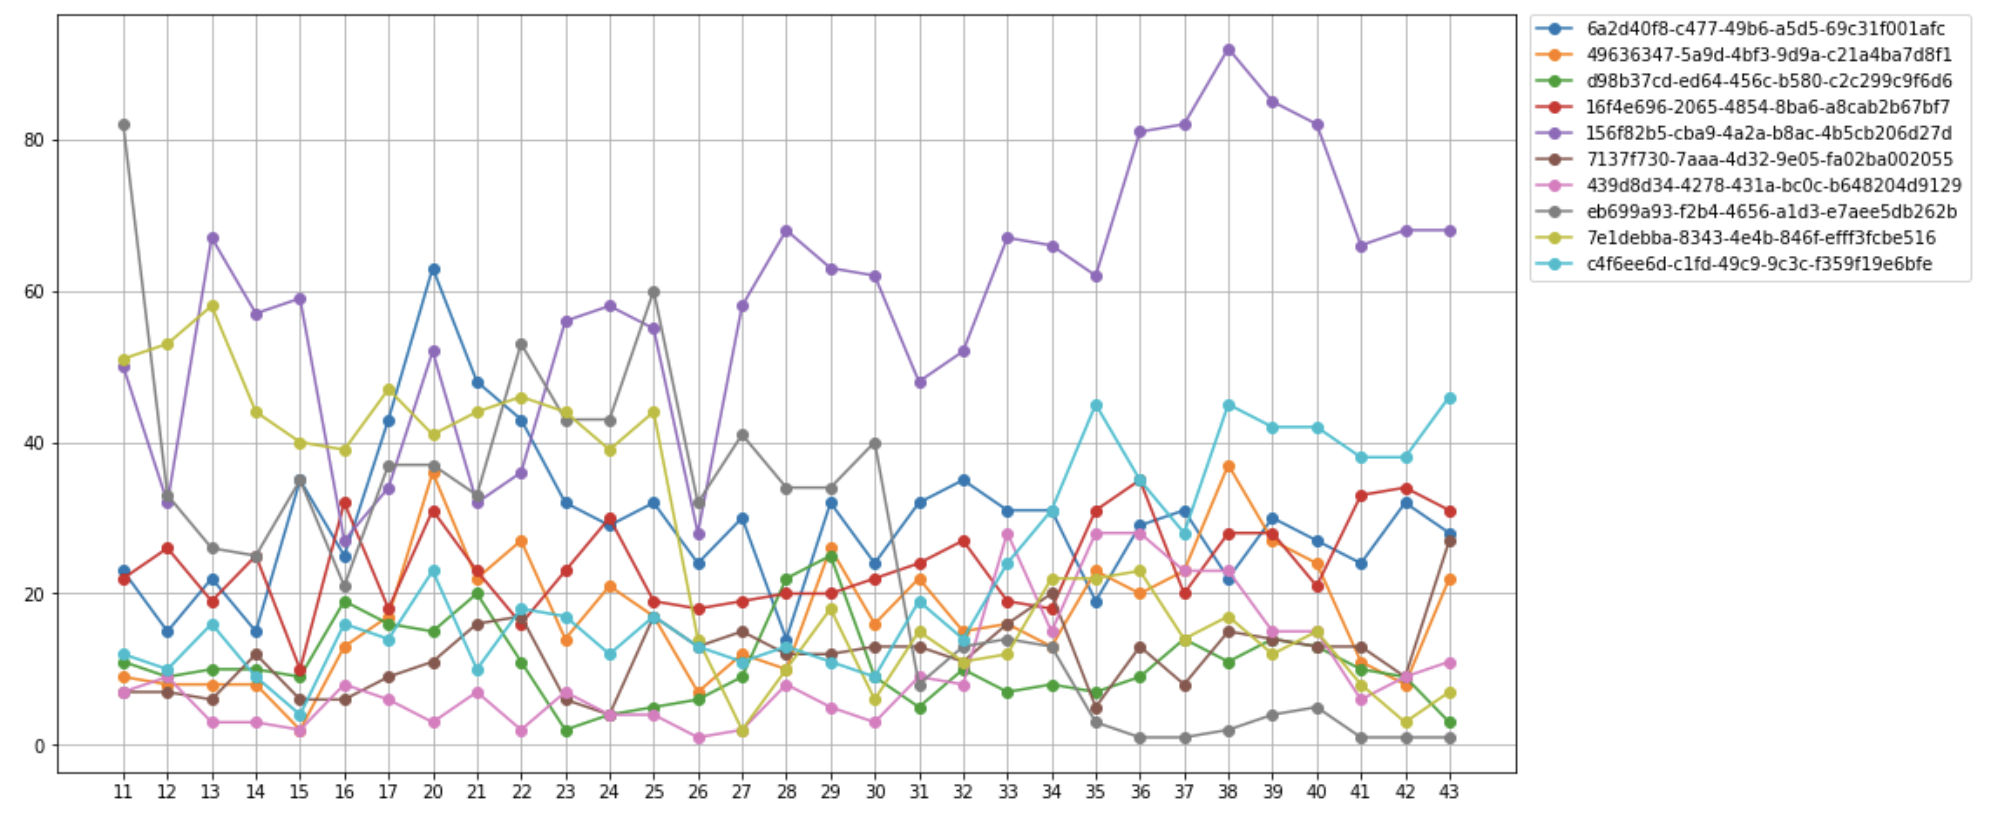 80
60
40
20
0
11 12 13 14 15 16 17 20 21 22 23 24 25 26 27 28 29 30 31 32 33 34 35 36 37 38 39 40 41 42 43
6a2d40f8-c477-49b6-a5d5-69c31f001afc
49636347-5a9d-4bf3-9d9a-c21a4ba7d8f1
d98b37cd-ed64-456c-b580-c2c299c9f6d6
16f4e696-2065-4854-8ba6-a8cab2b67bf7
156f82b5-cba9-4a2a-b8ac-4b5cb206d27d
7137f730-7aaa-4d32-9e05-fa02ba002055
439d8d34-4278-431a-bc0c-b648204d9129
eb699a93-f2b4-4656-a1d3-e7aee5db262b
7e1debba-8343-4e4b-846f-efff3fcbe516
c4f6ee6d-c1fd-49c9-9c3c-f359f19e6bfe